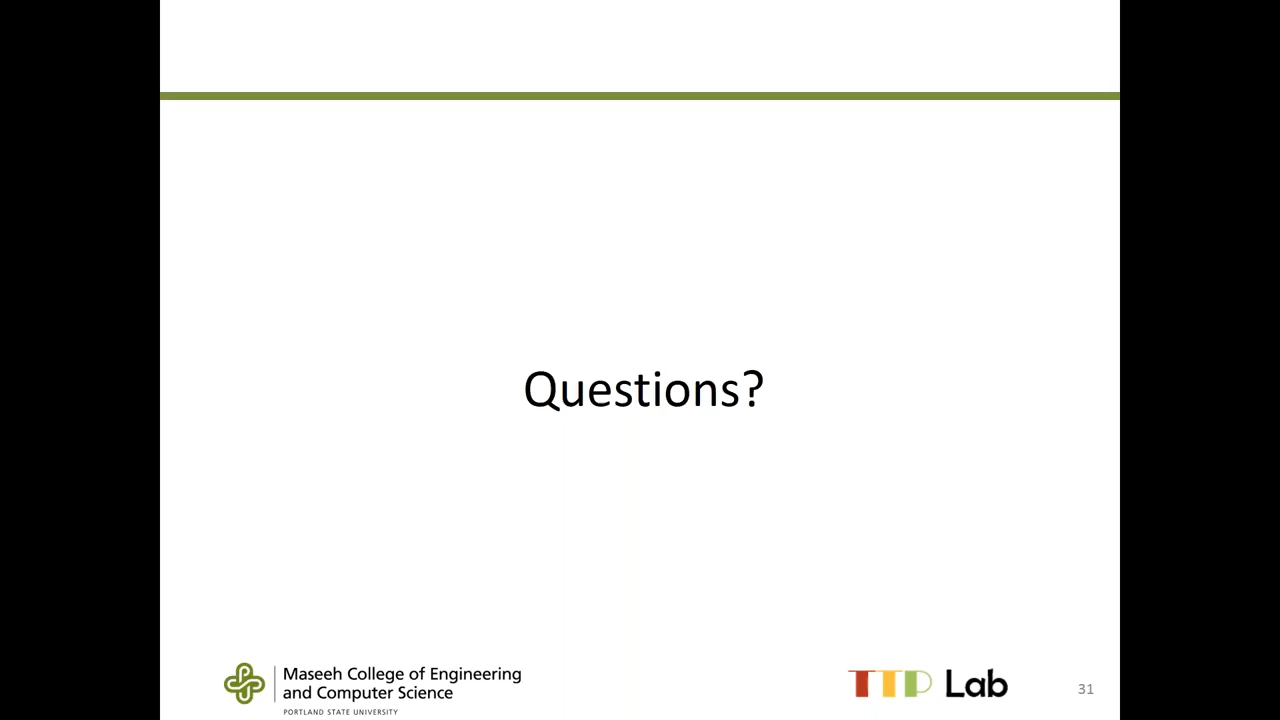 Questions?
Maseeh College of Engineering
and Computer Science
PORTLAND STATE UNIVERSITY
TTP Lab
31